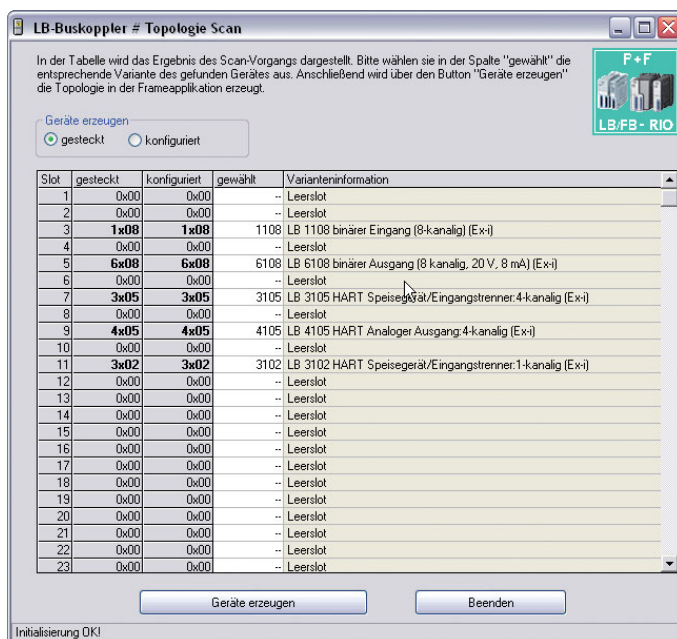 LB-Buskoppler # Topologie Scan
In der Tabelle wird das Ergebnis des Scan-Vorgangs dargestellt. Bitte wählen sie in der Spalte "gewählt" die
entsprechende Variante des gefunden Gerätes aus. Anschließend wird über den Button "Geräte erzeugen"
die Topologie in der Frameapplikation erzeugt.
P+F
LB/FB - RIO
Geräte erzeugen
gesteckt konfiguriert
Slot gesteckt konfiguriert gewählt Varianteninformation
1 0x00 0x00 -- Leerslot
2 0x00 0x00 -- Leerslot
3 1x08 1x08 1108 LB 1108 binärer Eingang (8-kanalig) (Ex-i)
4 0x00 0x00 -- Leerslot
5 6x08 6x08 6108 LB 6108 binärer Ausgang (8 kanalig, 20 V, 8 mA) (Ex-i)
6 0x00 0x00 -- Leerslot
7 3x05 3x05 3105 LB 3105 HART Speisegerät/Eingangstrenner:4-kanalig (Ex-i)
8 0x00 0x00 -- Leerslot
9 4x05 4x05 4105 LB 4105 HART Analoger Ausgang:4-kanalig (Ex-i)
10 0x00 0x00 -- Leerslot
11 3x02 3x02 3102 LB 3102 HART Speisegerät/Eingangstrenner:1-kanalig (Ex-i)
12 0x00 0x00 -- Leerslot
13 0x00 0x00 -- Leerslot
14 0x00 0x00 -- Leerslot
15 0x00 0x00 -- Leerslot
16 0x00 0x00 -- Leerslot
17 0x00 0x00 -- Leerslot
18 0x00 0x00 -- Leerslot
19 0x00 0x00 -- Leerslot
20 0x00 0x00 -- Leerslot
21 0x00 0x00 -- Leerslot
22 0x00 0x00 -- Leerslot
23 0x00 0x00 -- Leerslot
Geräte erzeugen Beenden
Initialisierung OK!